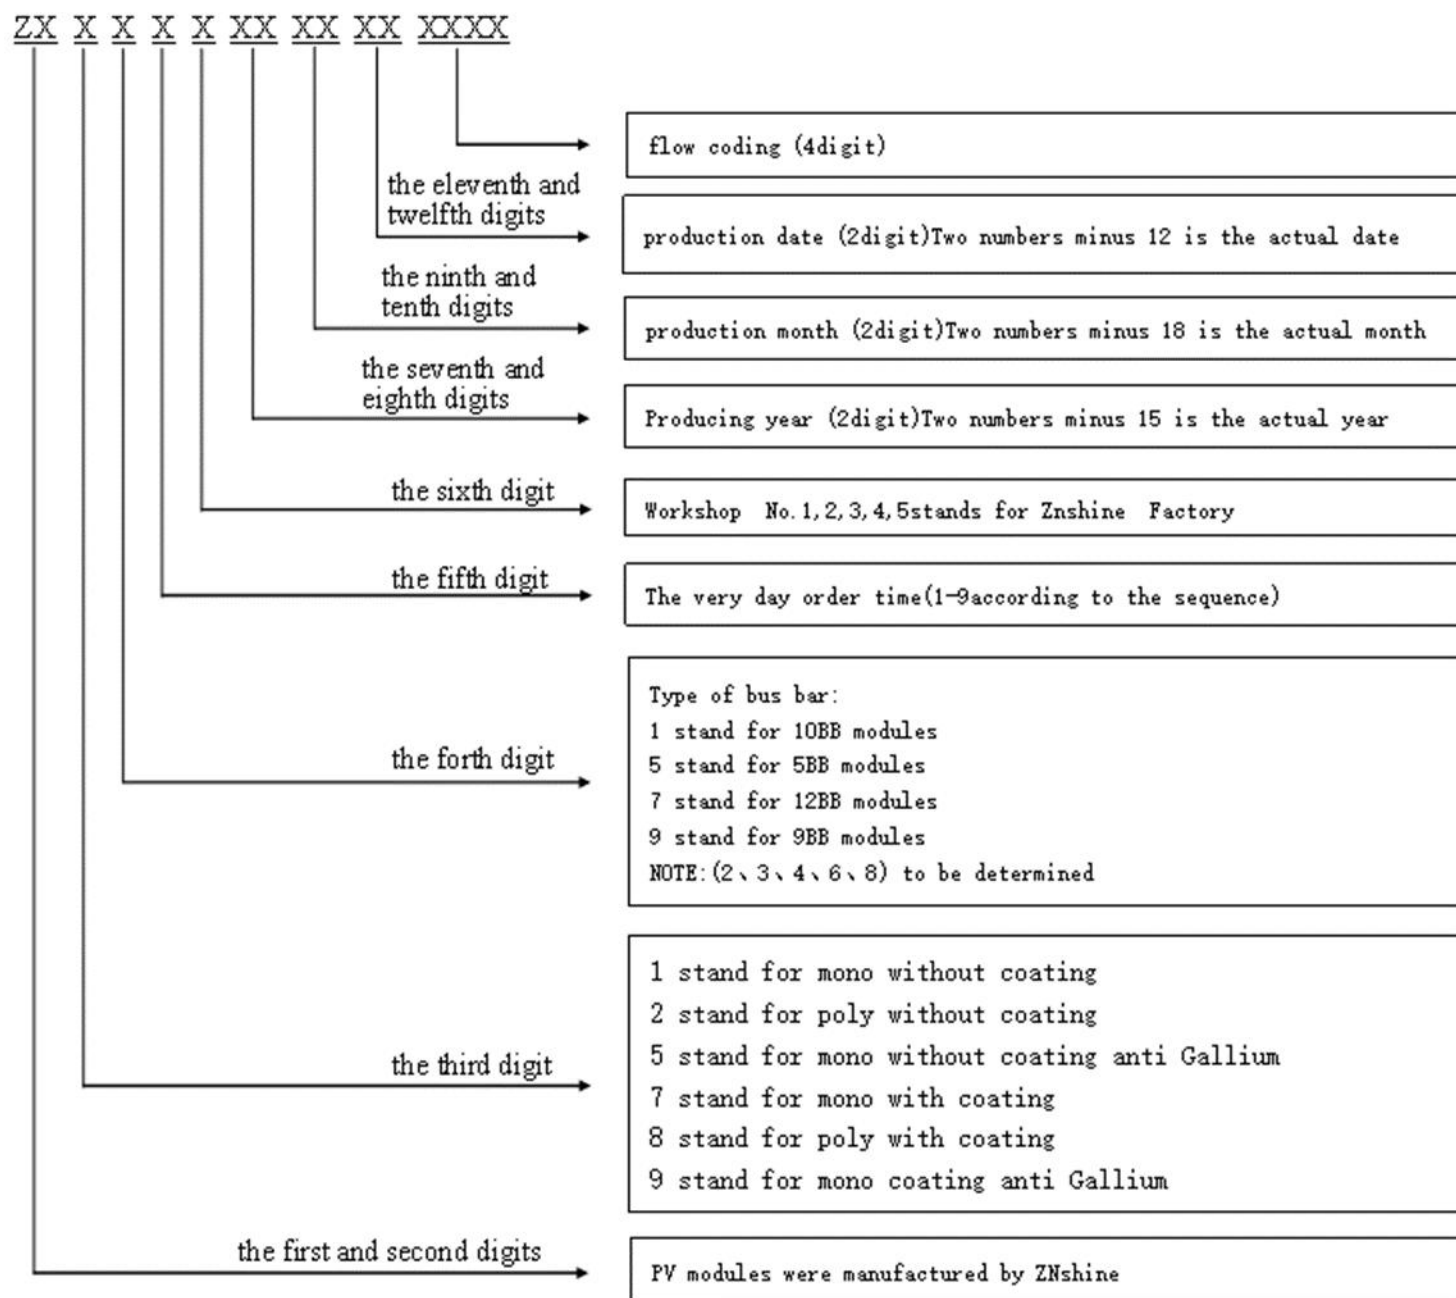 ZX X X X X XX XX XX XXXX
flow coding (4digit)
the eleventh and
twelfth digits
production date (2digit)Two numbers minus 12 is the actual date
the ninth and
tenth digits
production month (2digit)Two numbers minus 18 is the actual month
the seventh and
eighth digits
Producing year (2digit)Two numbers minus 15 is the actual year
the sixth digit
Workshop No.1,2,3,4,5stands for Znshine Factory
the fifth digit
The very day order time(1-9according to the sequence)
the forth digit
Type of bus bar:
1 stand for 10BB modules
5 stand for 5BB modules
7 stand for 12BB modules
9 stand for 9BB modules
NOTE:(2、3、4、6、8) to be determined
the third digit
1 stand for mono without coating
2 stand for poly without coating
5 stand for mono without coating anti Gallium
7 stand for mono with coating
8 stand for poly with coating
9 stand for mono coating anti Gallium
the first and second digits
PV modules were manufactured by ZNshine